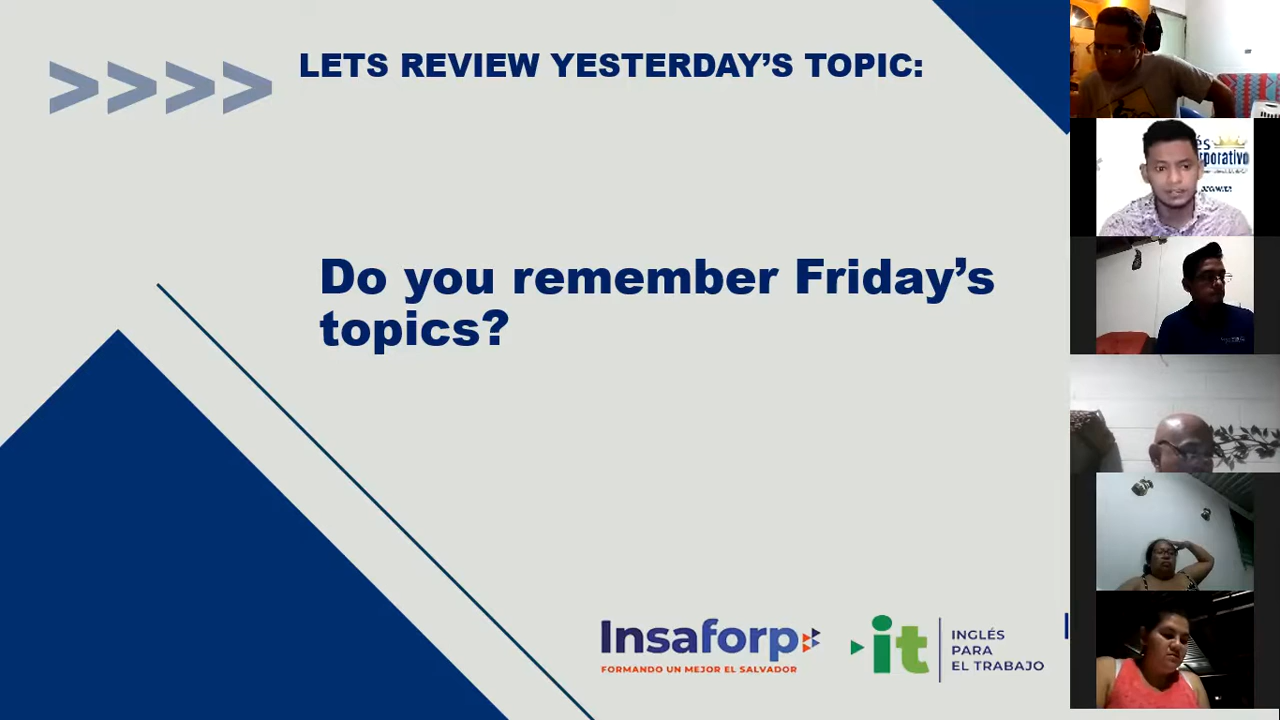 LETS REVIEW YESTERDAY'S TOPIC:
Do you remember Friday's
topics?
Insaforp
FORMANDO UN MEJOR EL SALVADOR
it
INGLÉS
PARA
EL TRABAJO